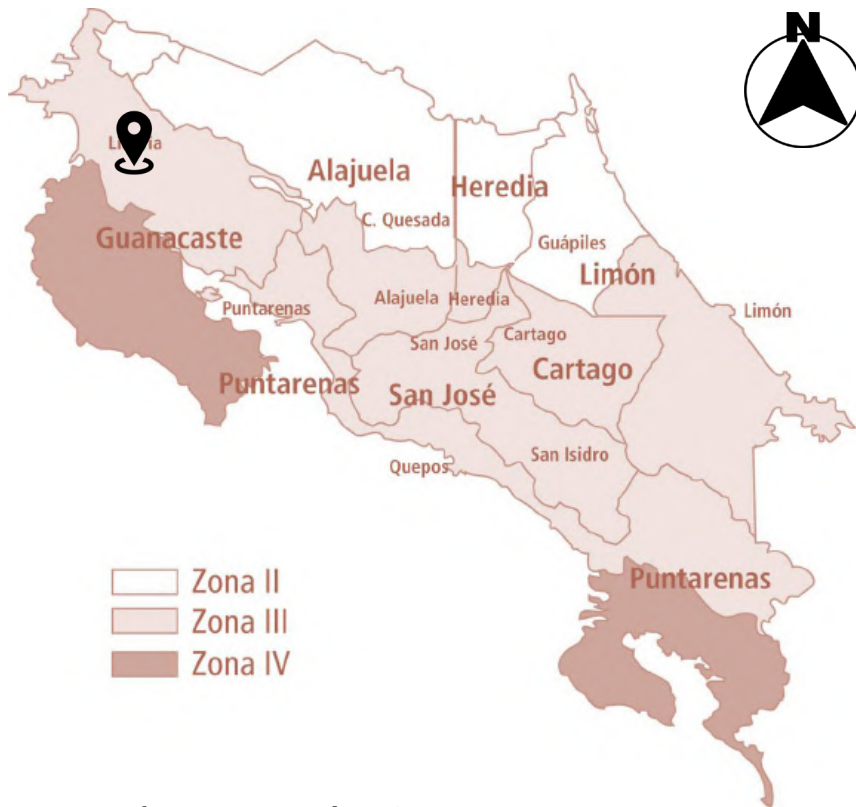 N
Alajuela
Heredia
C. Quesada
Guanacaste
Guápiles
Limón
Puntarenas
Alajuela
Heredia
Limón
San José
Cartago
Puntarenas
San José
Cartago
Quepos
San Isidro
Puntarenas
Zona II
Zona III
Zona IV